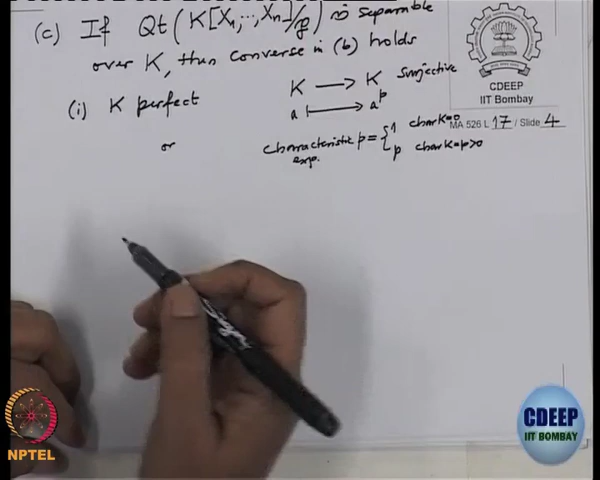 (c) If Qt (K[X1,...,Xn]/g) is separable
over K, then converse in (b) holds
(i) K perfect
K → K surjective
a ↦ a^p
or
characteristic exp. p = { 1 char K=0
p char K=p>0
CDEEP
IIT Bombay
MA 526 L 17 / Slide 4
NPTEL
CDEEP
IIT BOMBAY